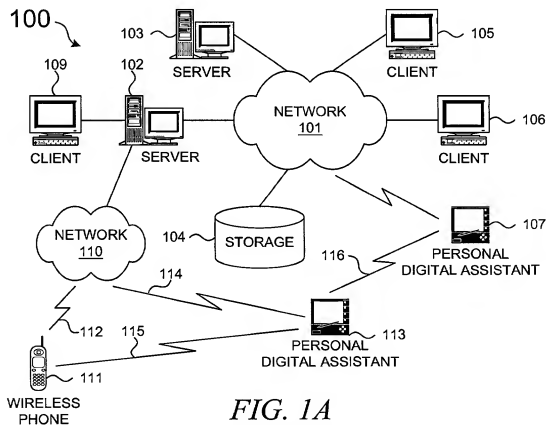 100
103
SERVER
105
CLIENT
109
CLIENT
102
SERVER
NETWORK
101
106
CLIENT
NETWORK
110
104
STORAGE
107
PERSONAL
DIGITAL ASSISTANT
116
114
112
115
113
PERSONAL
DIGITAL ASSISTANT
111
WIRELESS
PHONE
FIG. 1A